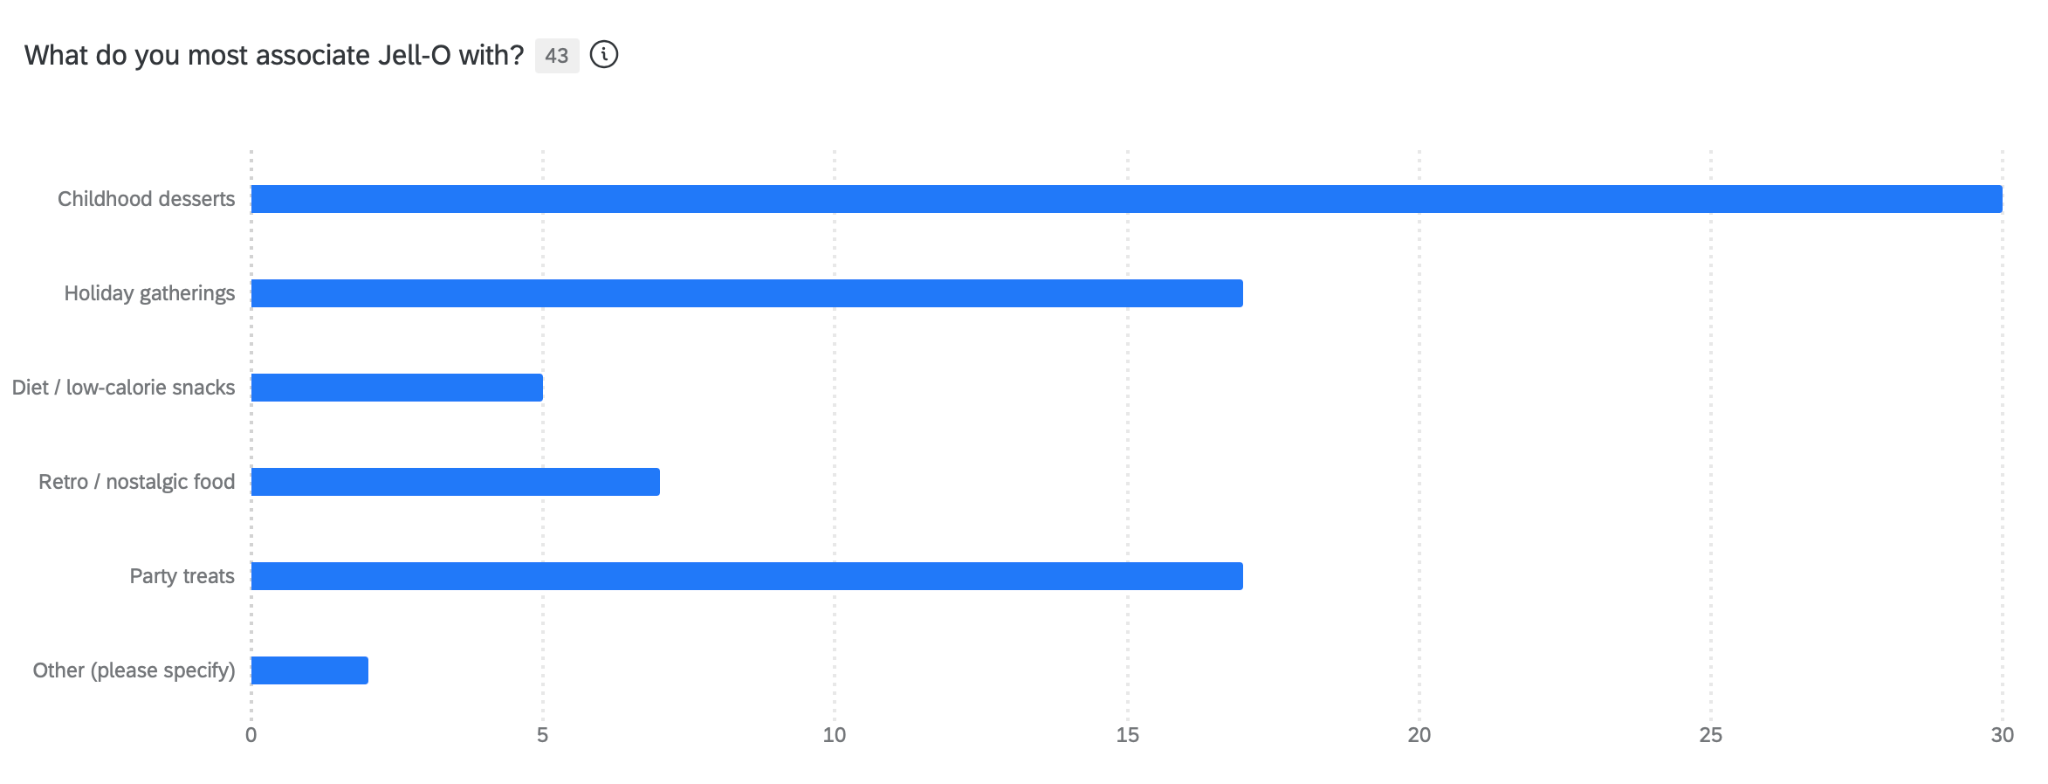 What do you most associate Jell-O with? 43
Childhood desserts
Holiday gatherings
Diet / low-calorie snacks
Retro / nostalgic food
Party treats
Other (please specify)
0 5 10 15 20 25 30